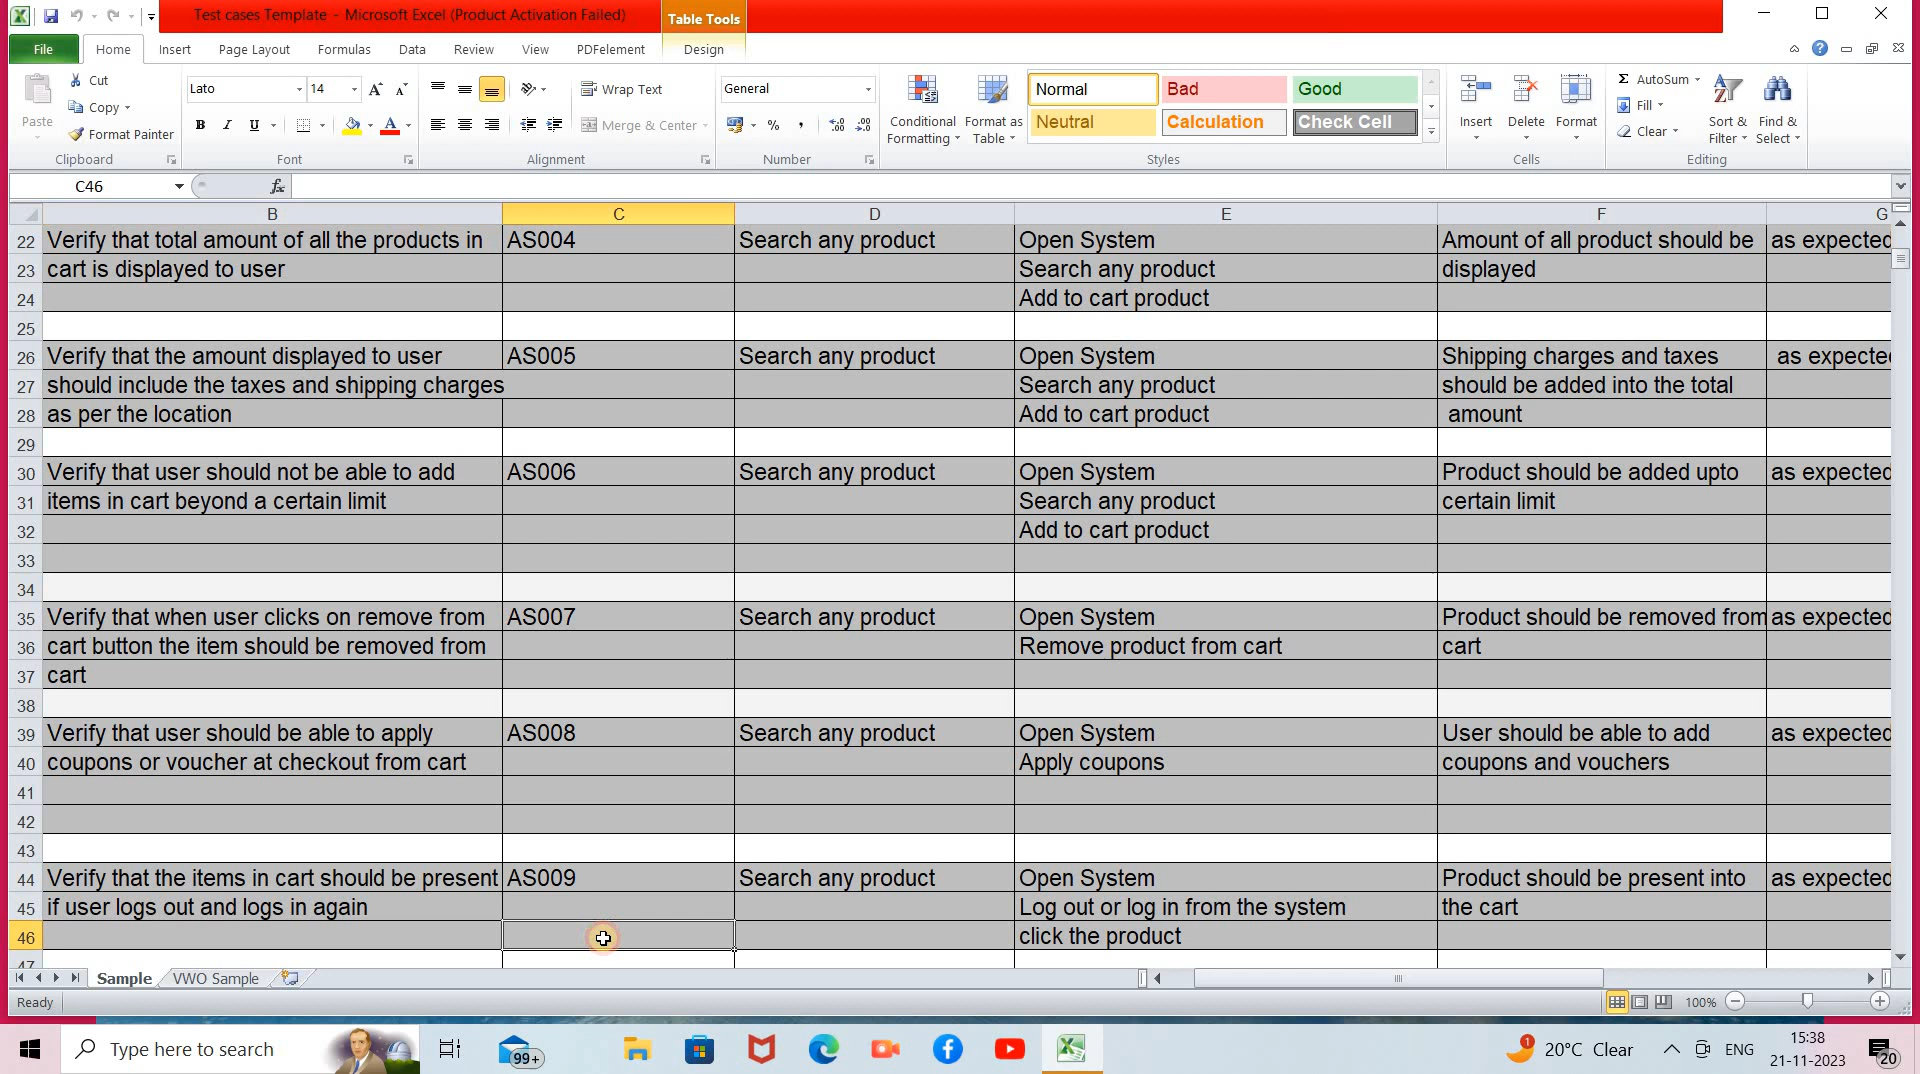 Test cases Template - Microsoft Excel (Product Activation Failed)
Table Tools
File Home Insert Page Layout Formulas Data Review View PDFelement Design
Paste
Cut
Copy
Format Painter
Clipboard
Lato 14
B I U
Font
Wrap Text
Merge & Center
Alignment
General
%
Number
Conditional Formatting
Format as Table
Normal Bad Good
Neutral Calculation Check Cell
Styles
Insert Delete Format
Cells
AutoSum
Fill
Clear
Sort & Filter
Find & Select
Editing
C46
fx
B C D E F G
22 Verify that total amount of all the products in AS004 Search any product Open System Amount of all product should be as expected
23 cart is displayed to user Search any product displayed
24 Add to cart product
25
26 Verify that the amount displayed to user AS005 Search any product Open System Shipping charges and taxes as expected
27 should include the taxes and shipping charges Search any product should be added into the total
28 as per the location Add to cart product amount
29
30 Verify that user should not be able to add AS006 Search any product Open System Product should be added upto as expected
31 items in cart beyond a certain limit Search any product certain limit
32 Add to cart product
33
34
35 Verify that when user clicks on remove from AS007 Search any product Open System Product should be removed from as expected
36 cart button the item should be removed from Remove product from cart cart
37 cart
38
39 Verify that user should be able to apply AS008 Search any product Open System User should be able to add as expected
40 coupons or voucher at checkout from cart Apply coupons coupons and vouchers
41
42
43
44 Verify that the items in cart should be present AS009 Search any product Open System Product should be present into as expected
45 if user logs out and logs in again Log out or log in from the system the cart
46 click the product
47
Sample VWO Sample
Ready 100%
Type here to search 99+ 1 20°C Clear ENG 15:38
21-11-2023 20